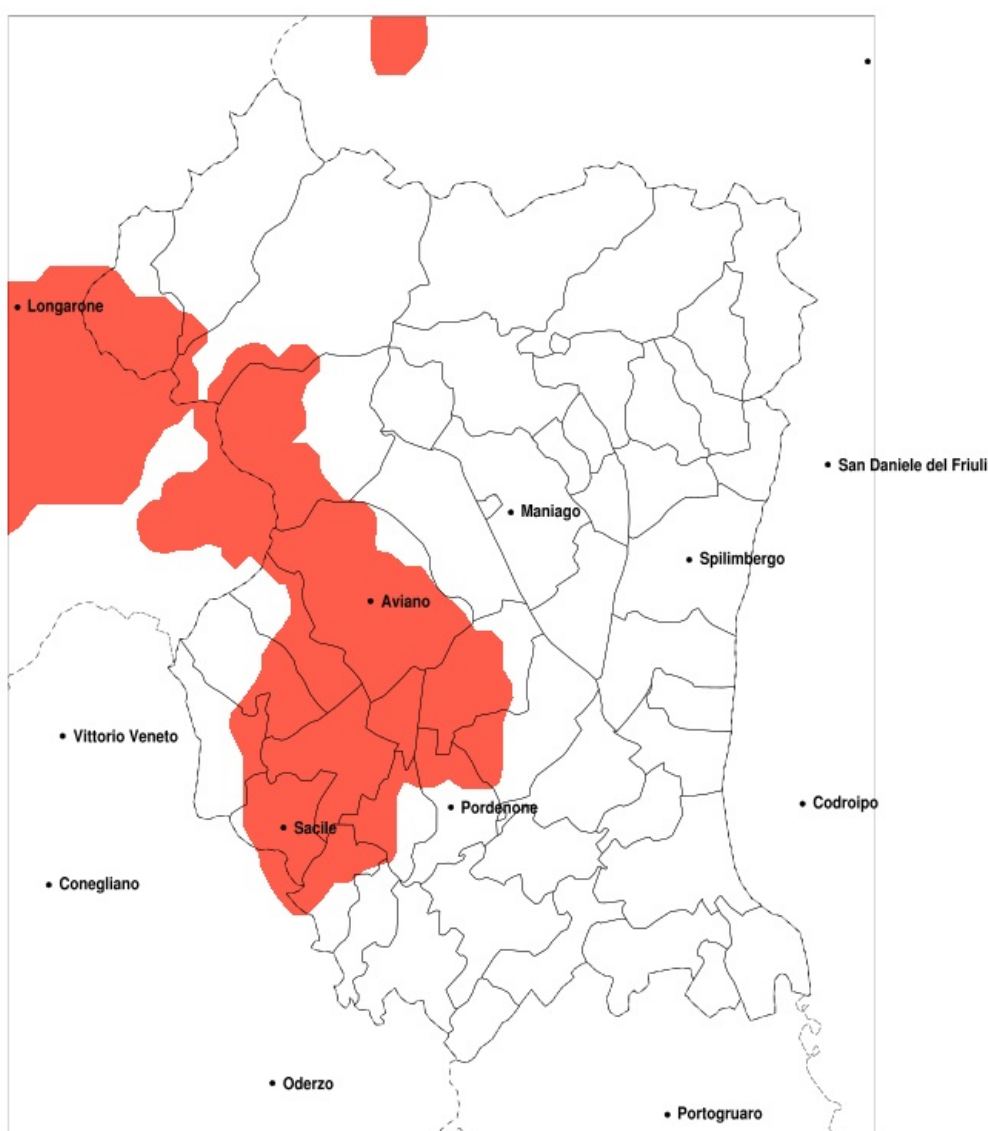 Longarone
San Daniele del Friuli
Maniago
Spilimbergo
Aviano
Vittorio Veneto
Codroipo
Pordenone
Sacile
Conegliano
Oderzo
Portogruaro